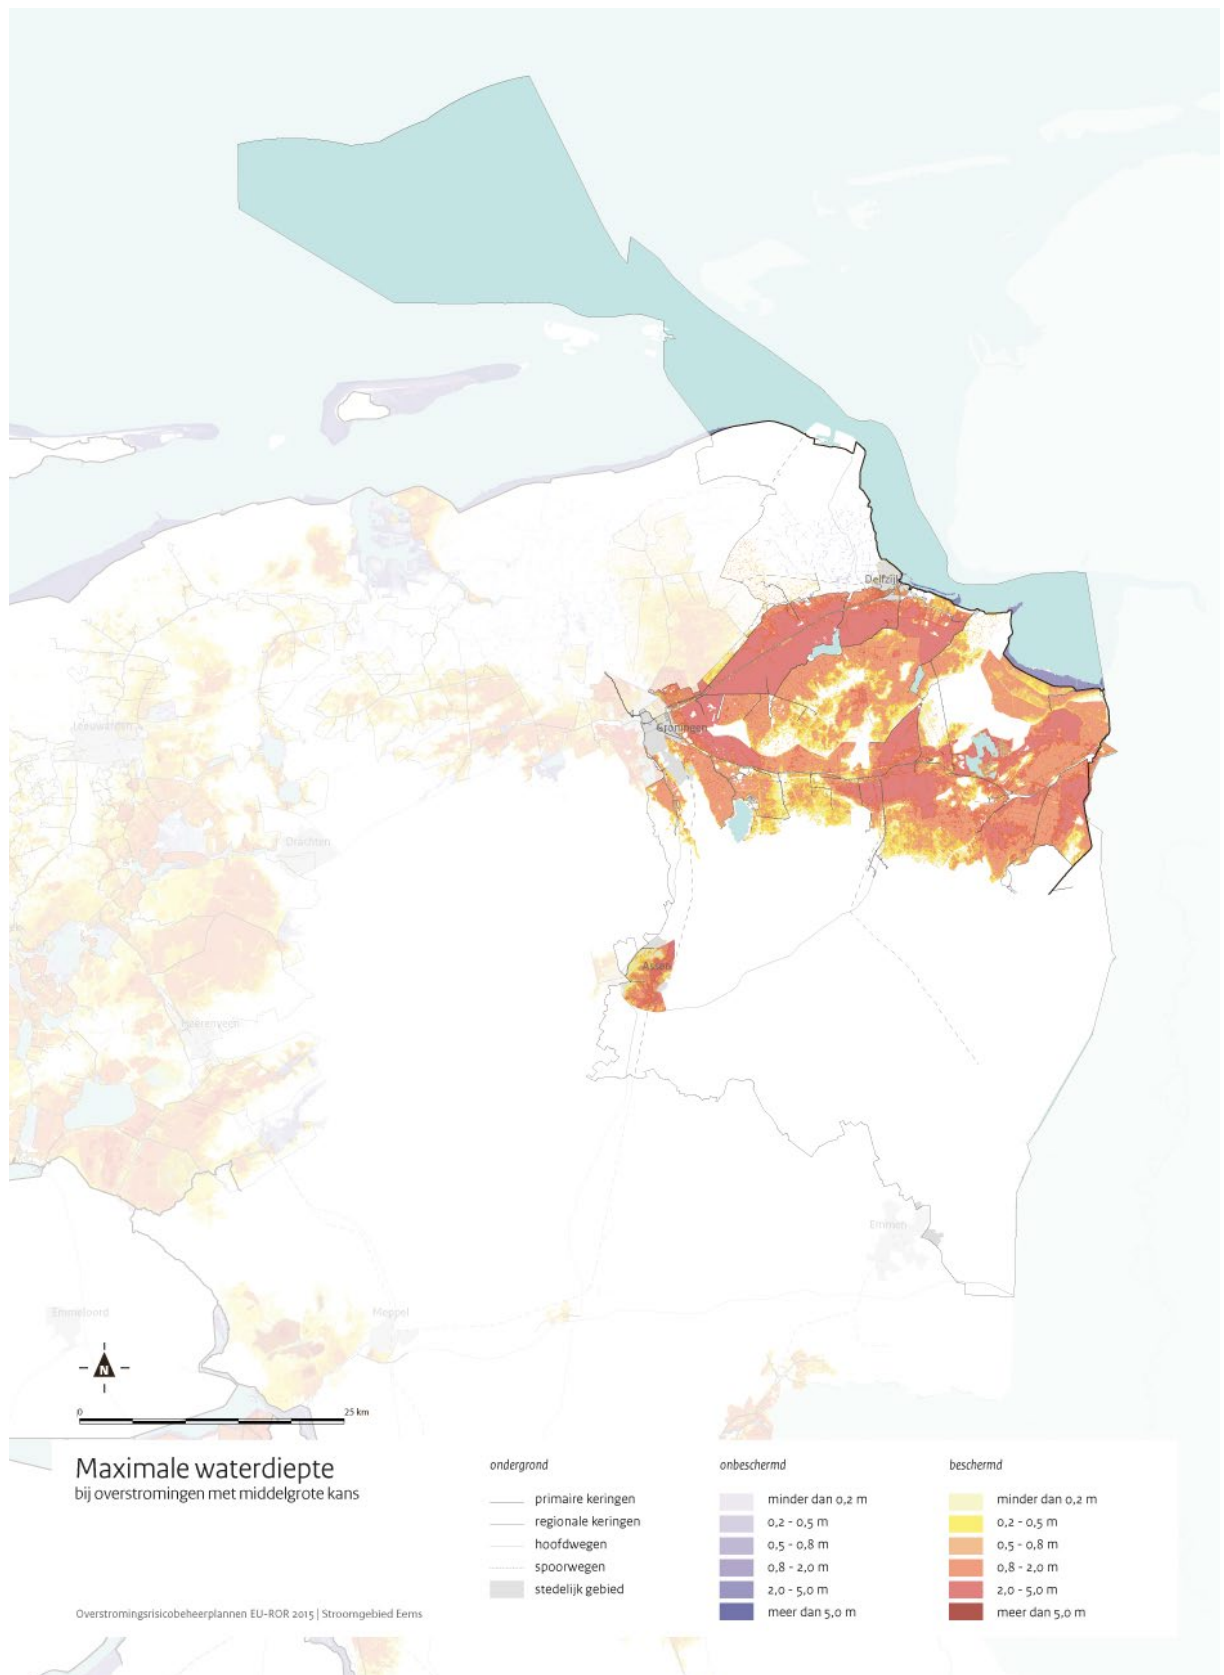 Delfzijl
Groningen
Leeuwarden
Drachten
Assen
Heerenveen
Emmen
Emmeloord
Meppel
N
0 25 km
Maximale waterdiepte
bij overstromingen met middelgrote kans
Overstromingsrisicobeheerplannen EU-ROR 2015 | Stroomgebied Eems
ondergrond
primaire keringen
regionale keringen
hoofdwegen
spoorwegen
stedelijk gebied
onbeschermd
minder dan 0,2 m
0,2 - 0,5 m
0,5 - 0,8 m
0,8 - 2,0 m
2,0 - 5,0 m
meer dan 5,0 m
beschermd
minder dan 0,2 m
0,2 - 0,5 m
0,5 - 0,8 m
0,8 - 2,0 m
2,0 - 5,0 m
meer dan 5,0 m